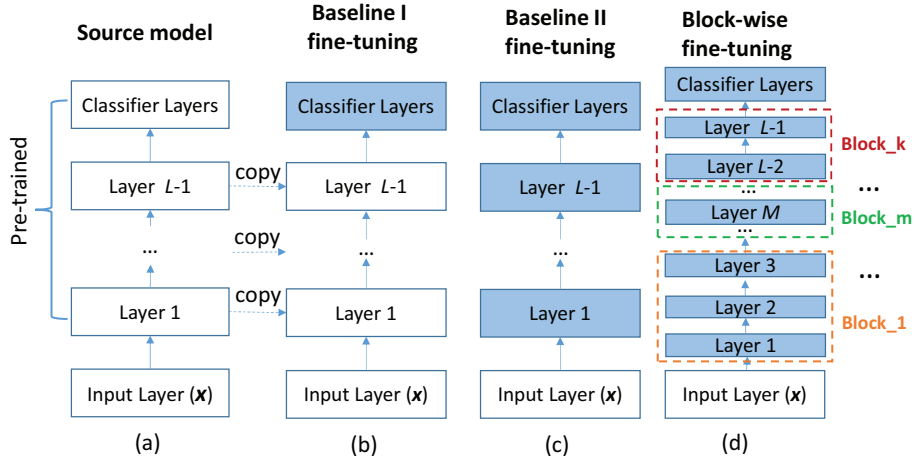 Source model
Baseline I
fine-tuning
Baseline II
fine-tuning
Block-wise
fine-tuning
Pre-trained
Classifier Layers
Layer L-1
...
Layer 1
Input Layer (x)
(a)
copy
copy
copy
Classifier Layers
Layer L-1
...
Layer 1
Input Layer (x)
(b)
Classifier Layers
Layer L-1
...
Layer 1
Input Layer (x)
(c)
Classifier Layers
Layer L-1
Layer L-2
...
Layer M
...
Layer 3
Layer 2
Layer 1
Input Layer (x)
(d)
Block_k
...
Block_m
...
Block_1